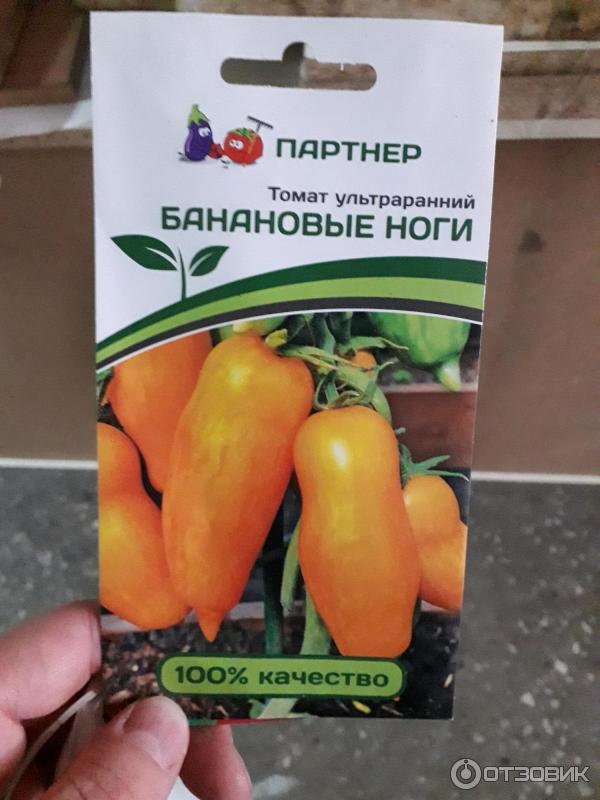 ПАРТНЕР
Томат ультраранний
БАНАНОВЫЕ НОГИ
100% качество
ОТЗОВИК